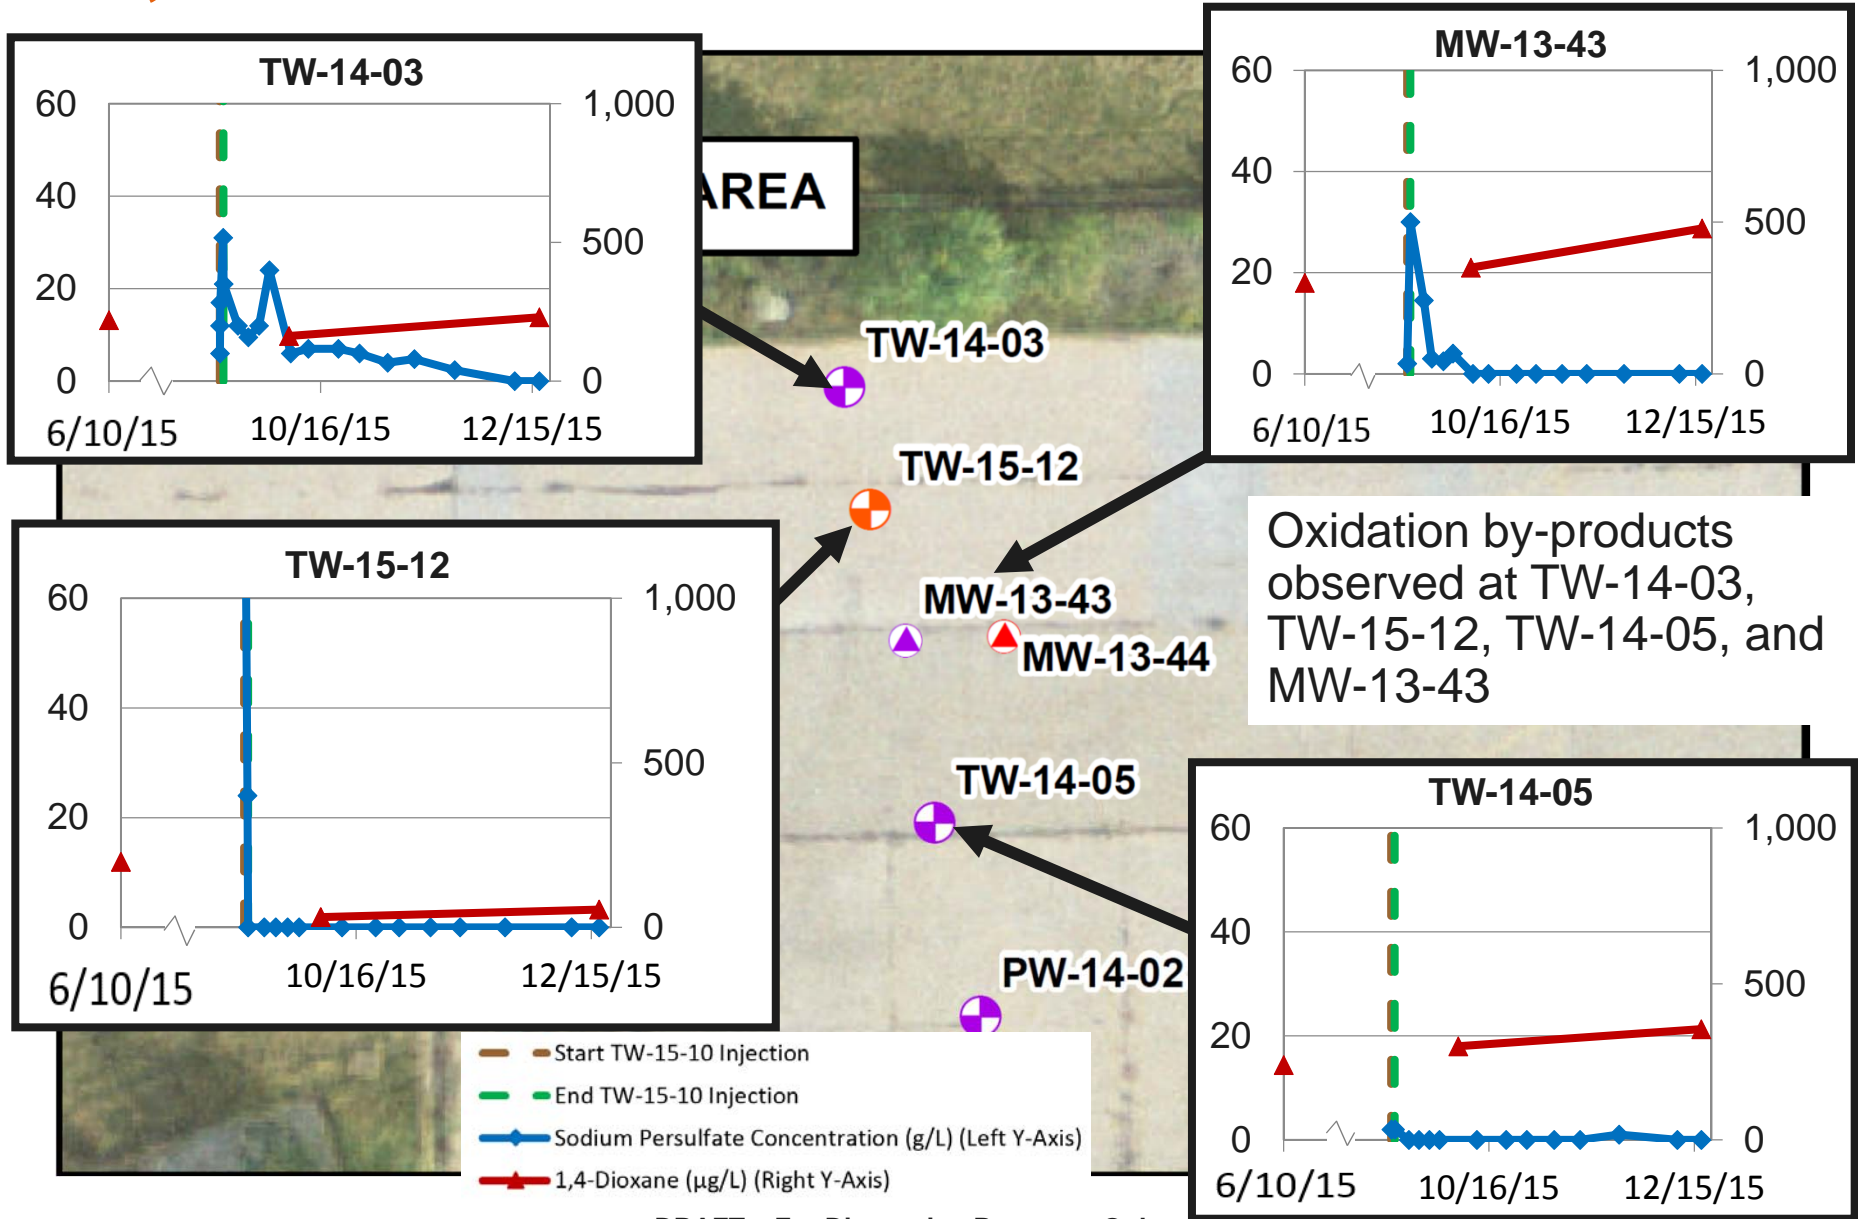 TW-14-03
60
40
20
0
1,000
500
0
6/10/15
10/16/15
12/15/15
MW-13-43
60
40
20
0
1,000
500
0
6/10/15
10/16/15
12/15/15
AREA
TW-14-03
TW-15-12
MW-13-43
MW-13-44
TW-14-05
PW-14-02
Oxidation by-products
observed at TW-14-03,
TW-15-12, TW-14-05, and
MW-13-43
TW-15-12
60
40
20
0
1,000
500
0
6/10/15
10/16/15
12/15/15
TW-14-05
60
40
20
0
1,000
500
0
6/10/15
10/16/15
12/15/15
Start TW-15-10 Injection
End TW-15-10 Injection
Sodium Persulfate Concentration (g/L) (Left Y-Axis)
1,4-Dioxane (µg/L) (Right Y-Axis)